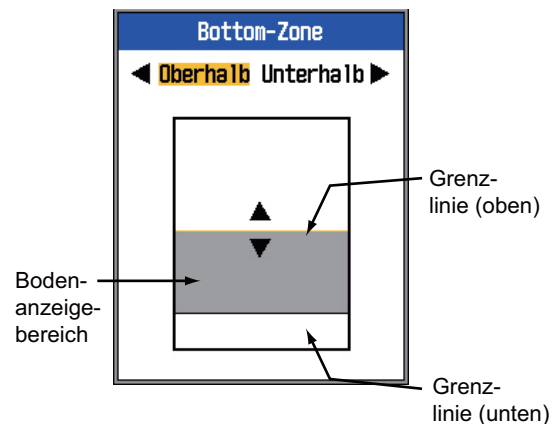 Bottom-Zone
Oberhalb Unterhalb
Grenz-
linie (oben)
Boden-
anzeige-
bereich
Grenz-
linie (unten)